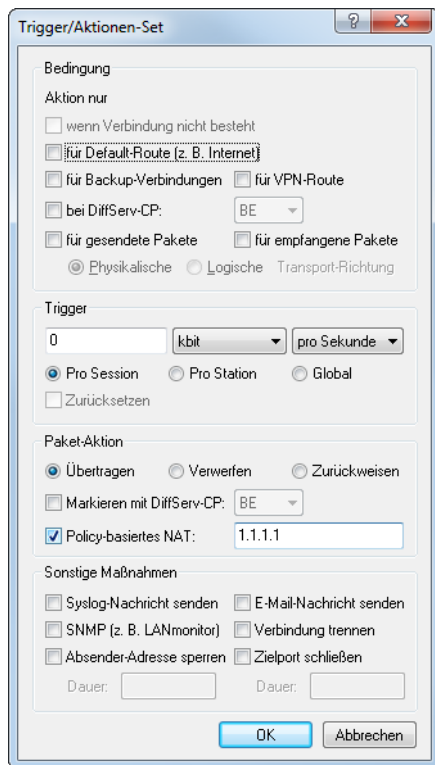 Trigger/Aktionen-Set
Bedingung
Aktion nur
wenn Verbindung nicht besteht
für Default-Route (z. B. Internet)
für Backup-Verbindungen für VPN-Route
bei DiffServ-CP: BE
für gesendete Pakete für empfangene Pakete
Physikalische Logische Transport-Richtung
Trigger
0 kbit pro Sekunde
Pro Session Pro Station Global
Zurücksetzen
Paket-Aktion
Übertragen Verwerfen Zurückweisen
Markieren mit DiffServ-CP: BE
Policy-basiertes NAT: 1.1.1.1
Sonstige Maßnahmen
Syslog-Nachricht senden E-Mail-Nachricht senden
SNMP (z. B. LANmonitor) Verbindung trennen
Absender-Adresse sperren Zielport schließen
Dauer: Dauer:
OK Abbrechen